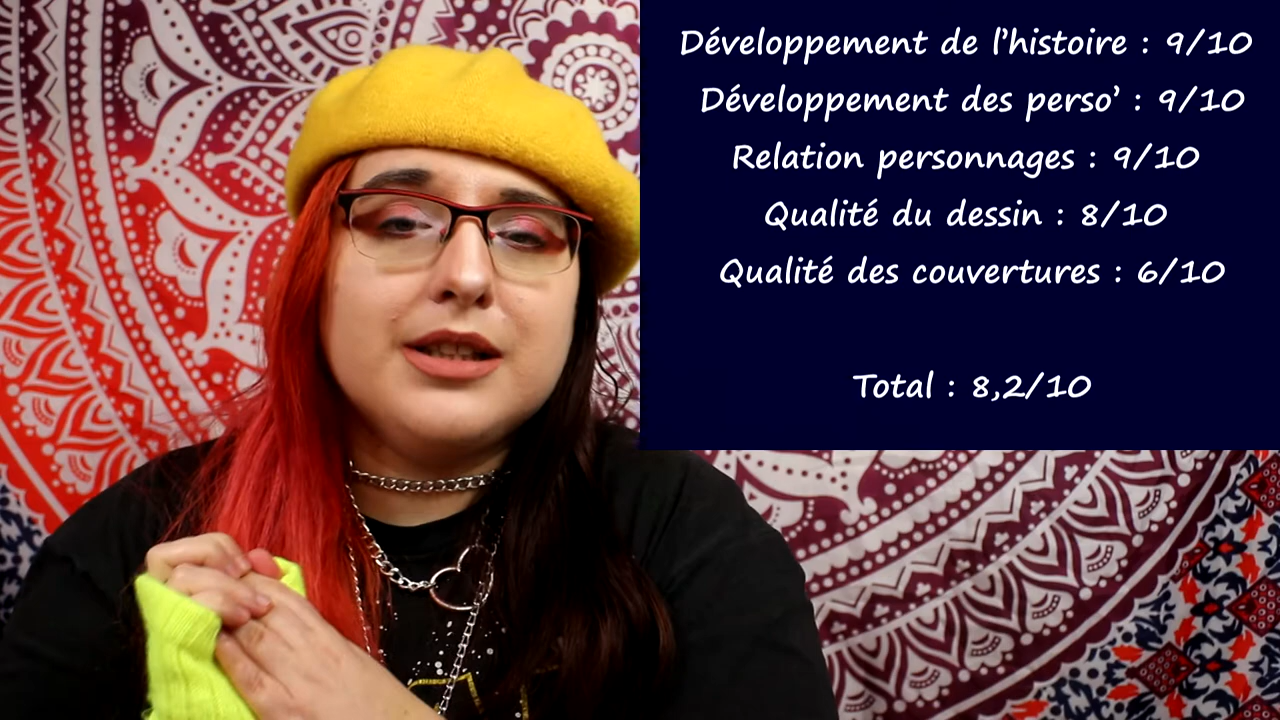 Développement de l'histoire : 9/10
Développement des perso' : 9/10
Relation personnages : 9/10
Qualité du dessin : 8/10
Qualité des couvertures : 6/10
Total : 8,2/10